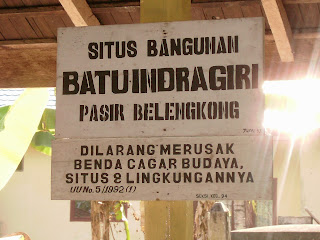 SITUS BANGUNAN
BATU INDRAGIRI
PASIR BELENGKONG
DILARANG MERUSAK
BENDA CAGAR BUDAYA,
SITUS & LINGKUNGANNYA
UU No. 5/1992 (1)